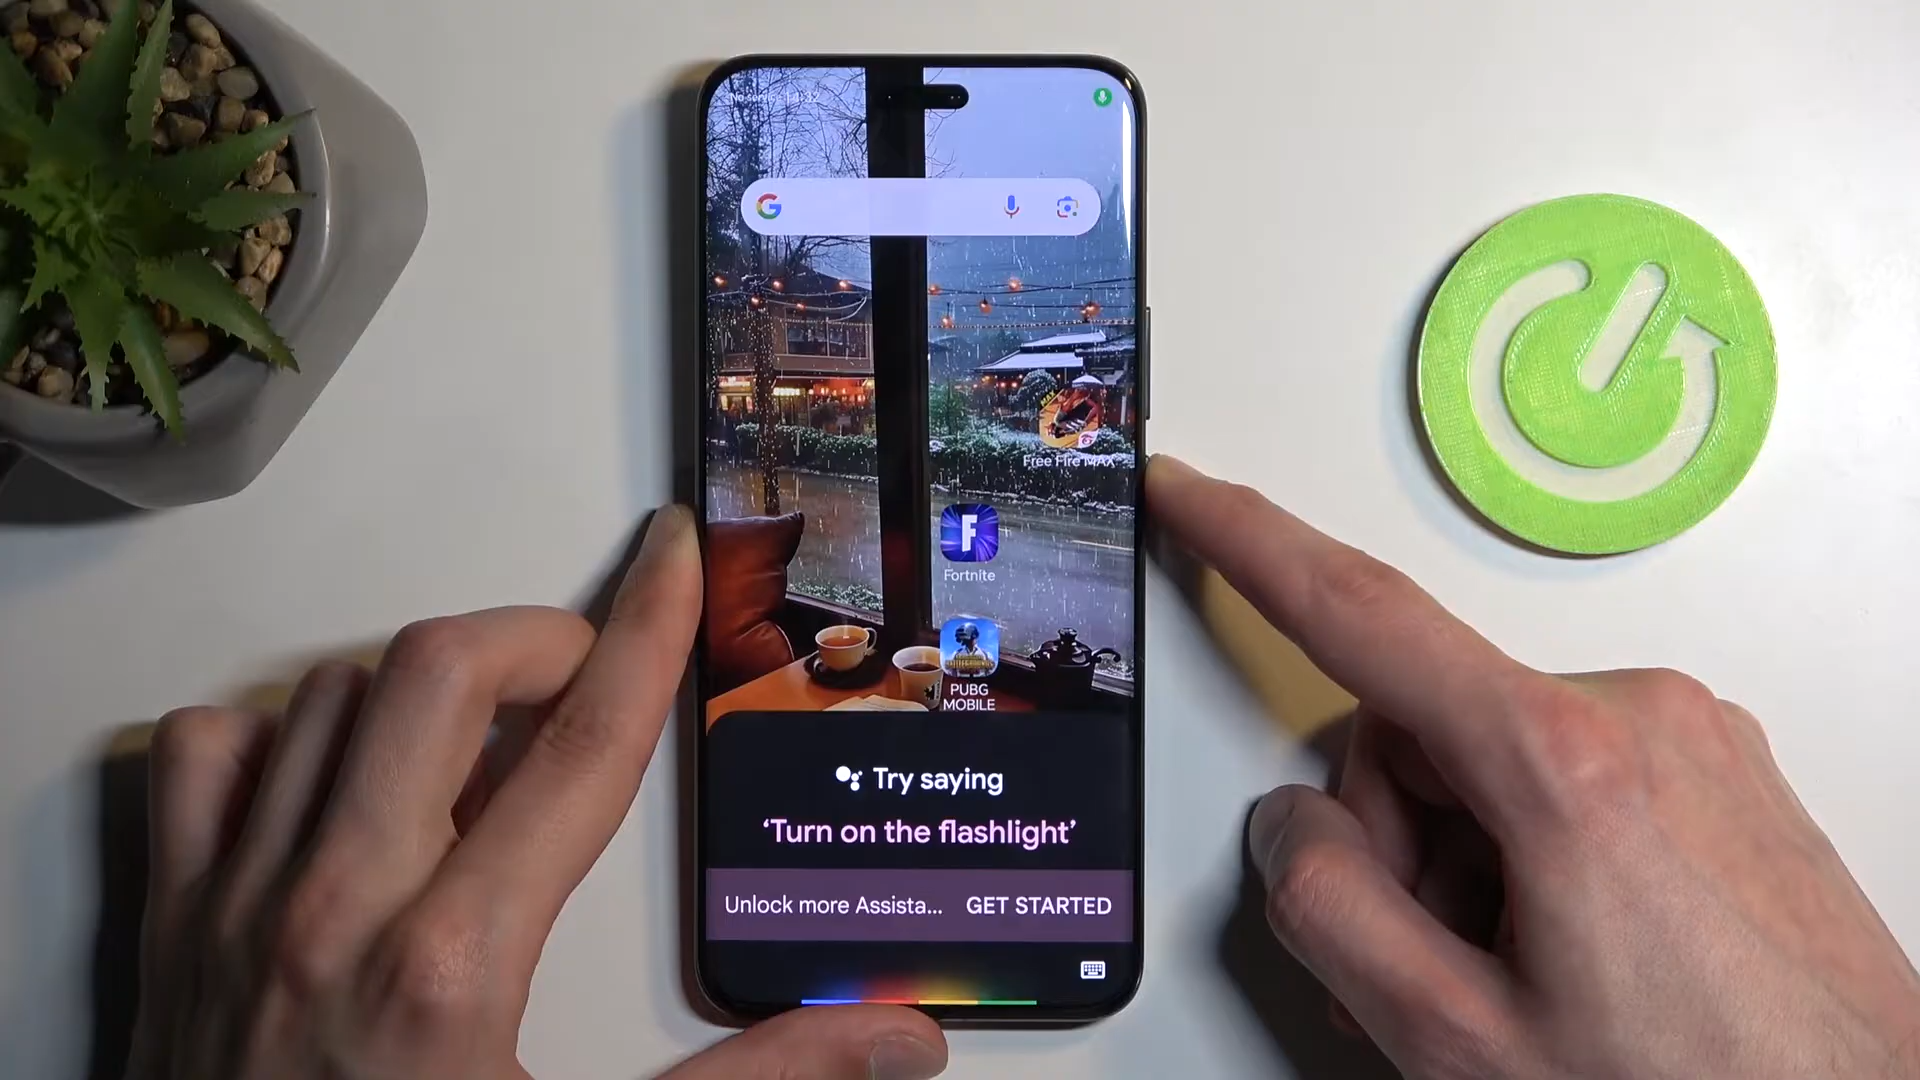 Free Fire MAX
Fortnite
PUBG
MOBILE
Try saying
‘Turn on the flashlight’
Unlock more Assista... GET STARTED